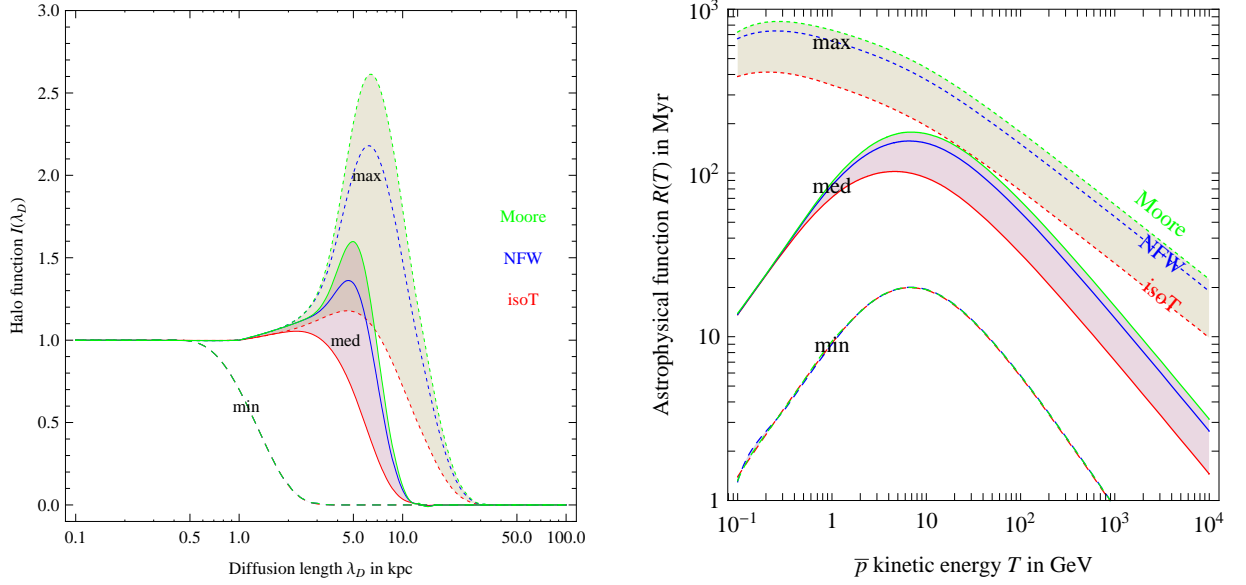 3.0
2.5
2.0
1.5
1.0
0.5
0.0
0.1
0.5
1.0
5.0
10.0
50.0
100.0
Halo function I(λ_D)
Diffusion length λ_D in kpc
max
med
min
Moore
NFW
isoT
10³
10²
10
1
10⁻¹
1
10
10²
10³
10⁴
Astrophysical function R(T) in Myr
p̅ kinetic energy T in GeV
max
med
min
Moore
NFW
isoT